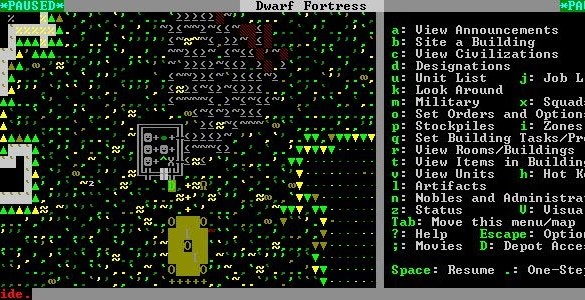 *PAUSED* Dwarf Fortress *PAU
a: View Announcements
b: Site a Building
c: View Civilizations
d: Designations
u: Unit List j: Job L
k: Look Around
m: Military x: Squad
o: Set Orders and Option
p: Stockpiles i: Zone
q: Set Building Tasks/Pr
r: View Rooms/Buildings
t: View Items in Buildin
v: View Units h: Hot Ke
l: Artifacts
n: Nobles and Administra
z: Status V: Visua
Tab: Move this menu/map
?: Help Escape: Optio
;: Movies D: Depot Acce
Space: Resume .: One-Ste
ide.